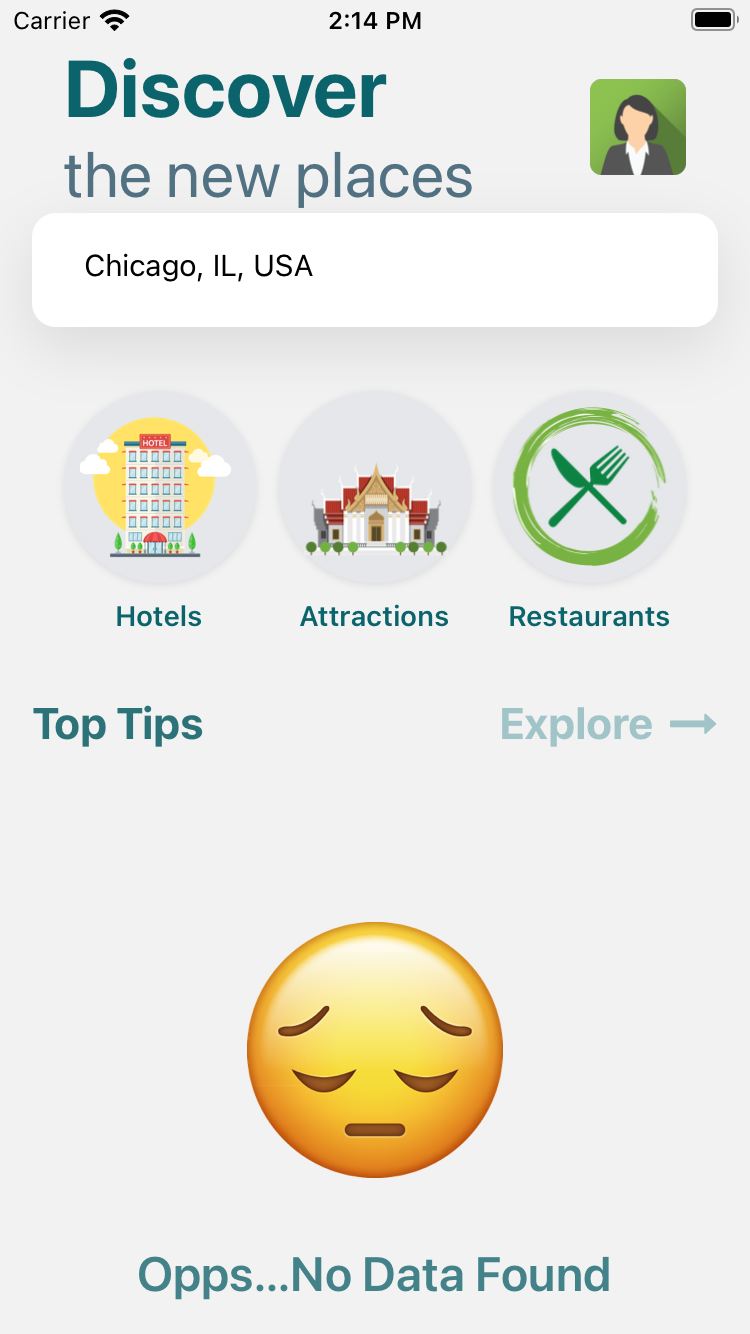 Carrier 2:14 PM
Discover
the new places
Chicago, IL, USA
HOTEL
Hotels Attractions Restaurants
Top Tips Explore
Opps...No Data Found